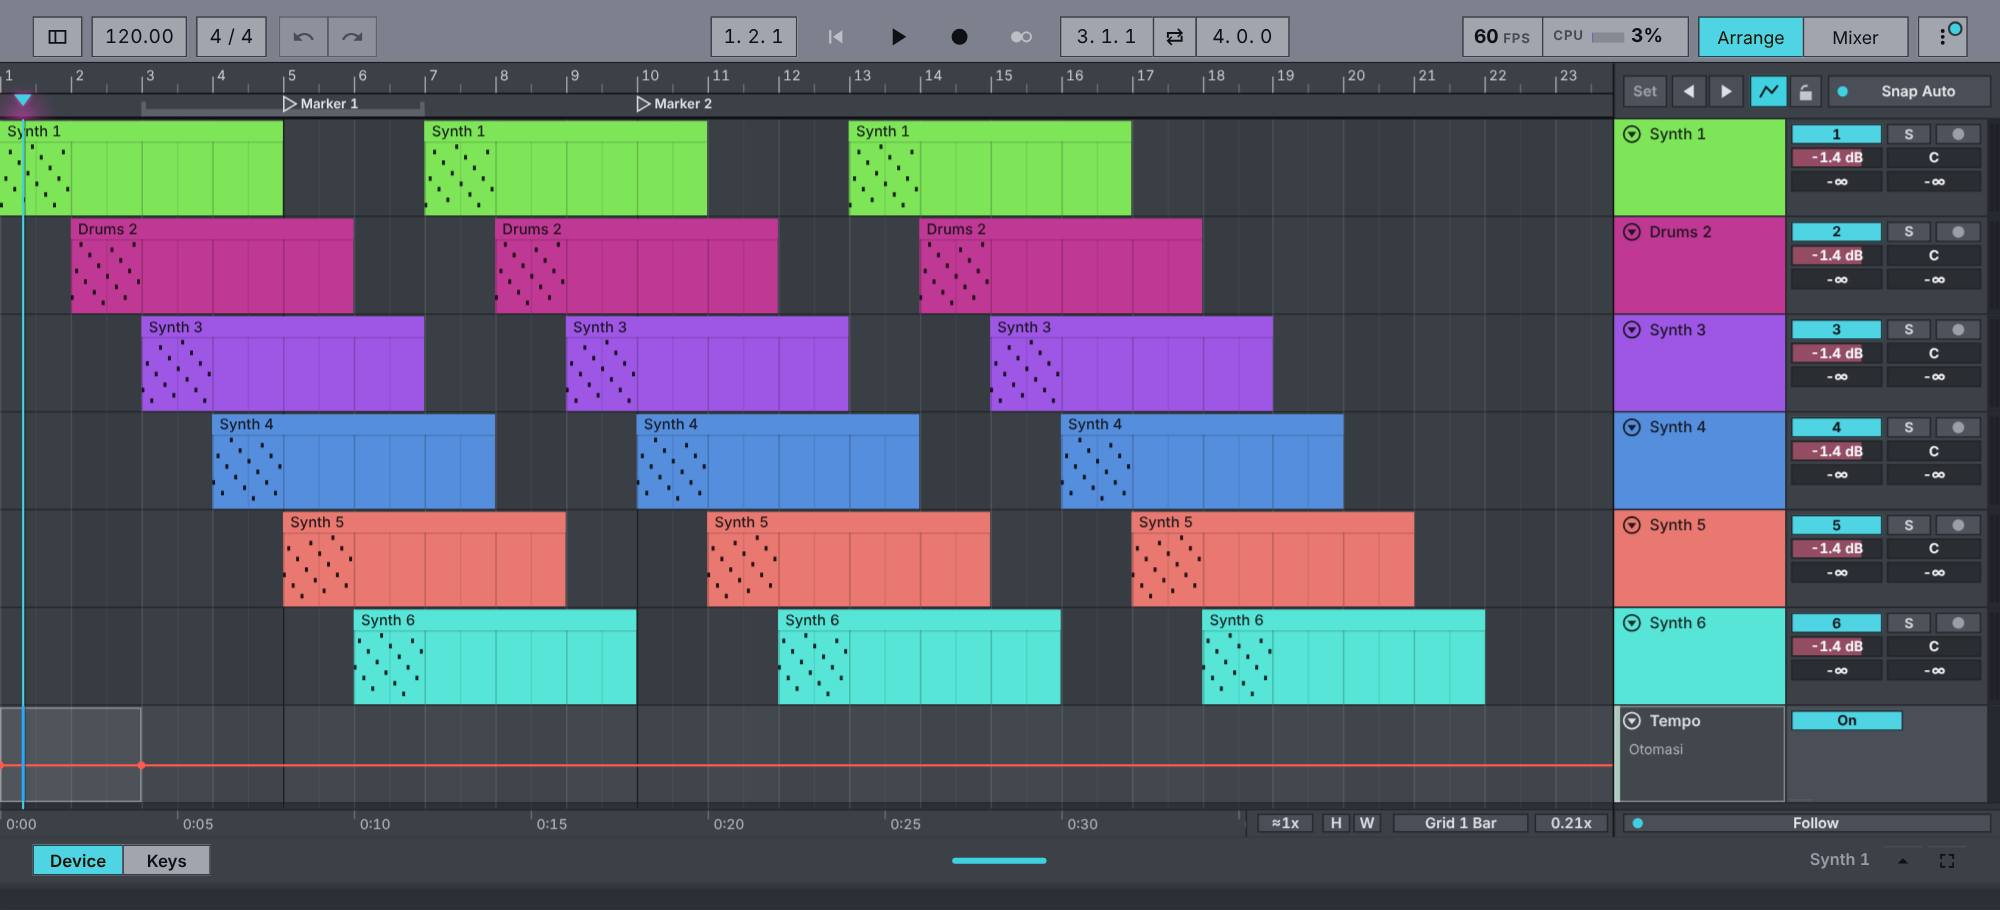 120.00
4 / 4
1. 2. 1
3. 1. 1
4. 0. 0
60 FPS
CPU 3%
Arrange
Mixer
1 2 3 4 5 6 7 8 9 10 11 12 13 14 15 16 17 18 19 20 21 22 23
Set
Snap Auto
Marker 1
Marker 2
Synth 1 Synth 1 Synth 1
Synth 1
1 S
-1.4 dB C
-∞ -∞
Drums 2 Drums 2 Drums 2
Drums 2
2 S
-1.4 dB C
-∞ -∞
Synth 3 Synth 3 Synth 3
Synth 3
3 S
-1.4 dB C
-∞ -∞
Synth 4 Synth 4 Synth 4
Synth 4
4 S
-1.4 dB C
-∞ -∞
Synth 5 Synth 5 Synth 5
Synth 5
5 S
-1.4 dB C
-∞ -∞
Synth 6 Synth 6 Synth 6
Synth 6
6 S
-1.4 dB C
-∞ -∞
Tempo
On
Otomasi
0:00 0:05 0:10 0:15 0:20 0:25 0:30
≈1x
H W
Grid 1 Bar
0.21x
Follow
Device
Keys
Synth 1